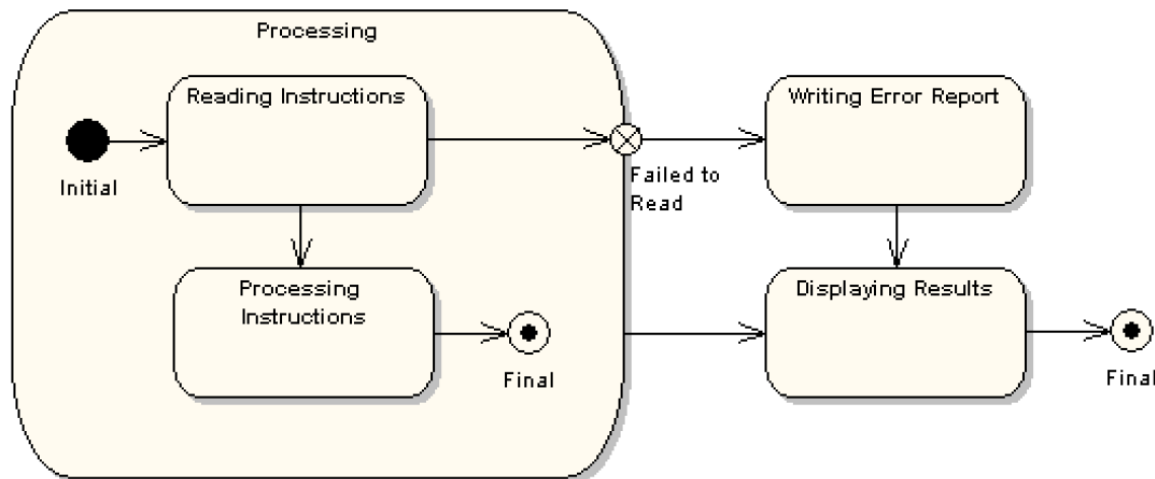 Processing
Reading Instructions
Writing Error Report
Initial
Failed to
Read
Processing
Instructions
Displaying Results
Final
Final